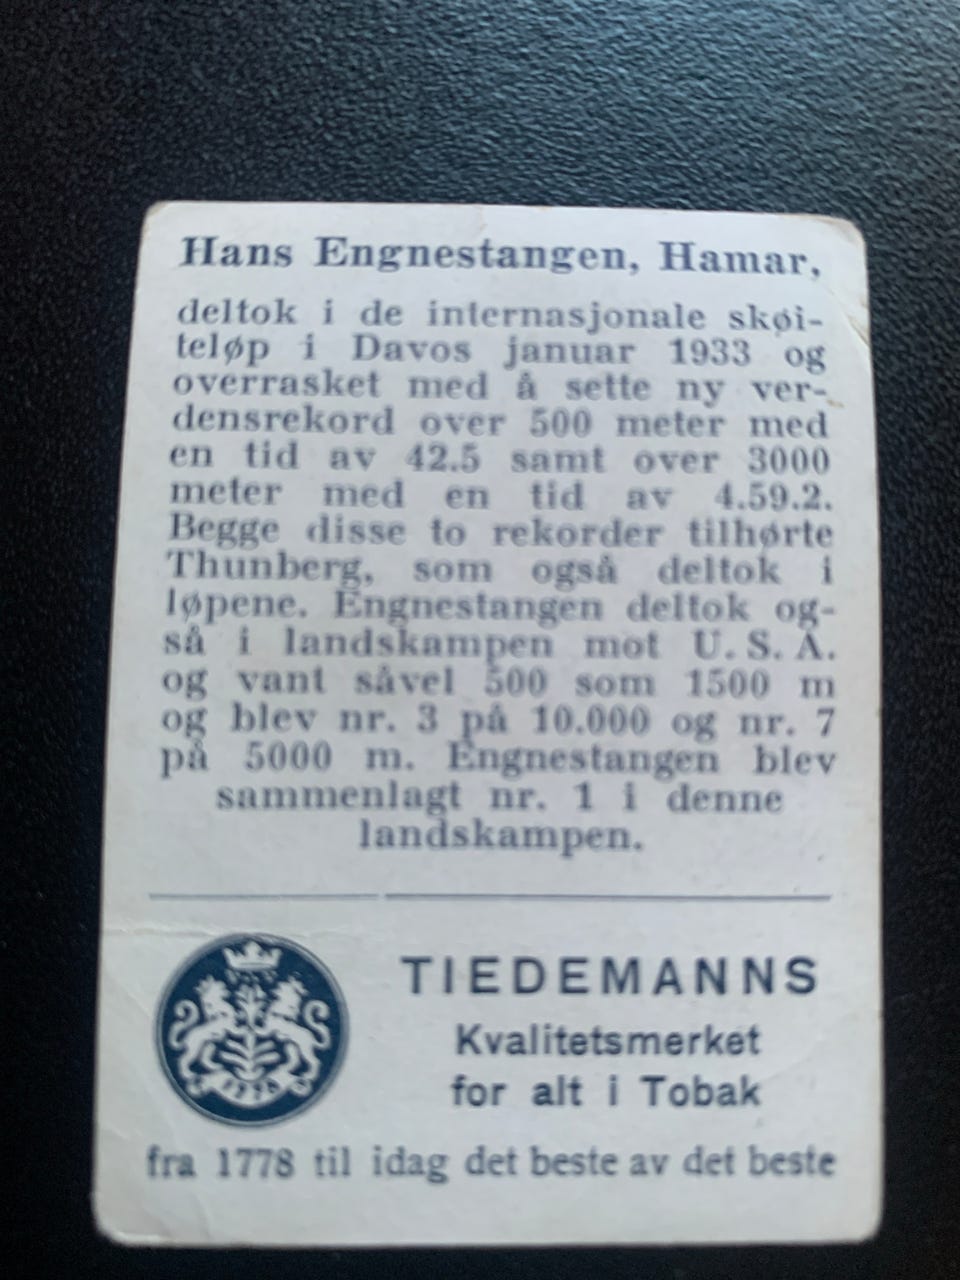 Hans Engnestangen, Hamar,
deltok i de internasjonale skøi-
teløp i Davos januar 1933 og
overrasket med å sette ny ver-
densrekord over 500 meter med
en tid av 42.5 samt over 3000
meter med en tid av 4.59.2.
Begge disse to rekorder tilhørte
Thunberg, som også deltok i
løpene. Engnestangen deltok og-
så i landskampen mot U. S. A.
og vant såvel 500 som 1500 m
og blev nr. 3 på 10.000 og nr. 7
på 5000 m. Engnestangen blev
sammenlagt nr. 1 i denne
landskampen.
TIEDEMANNS
Kvalitetsmerket
for alt i Tobak
fra 1778 til idag det beste av det beste